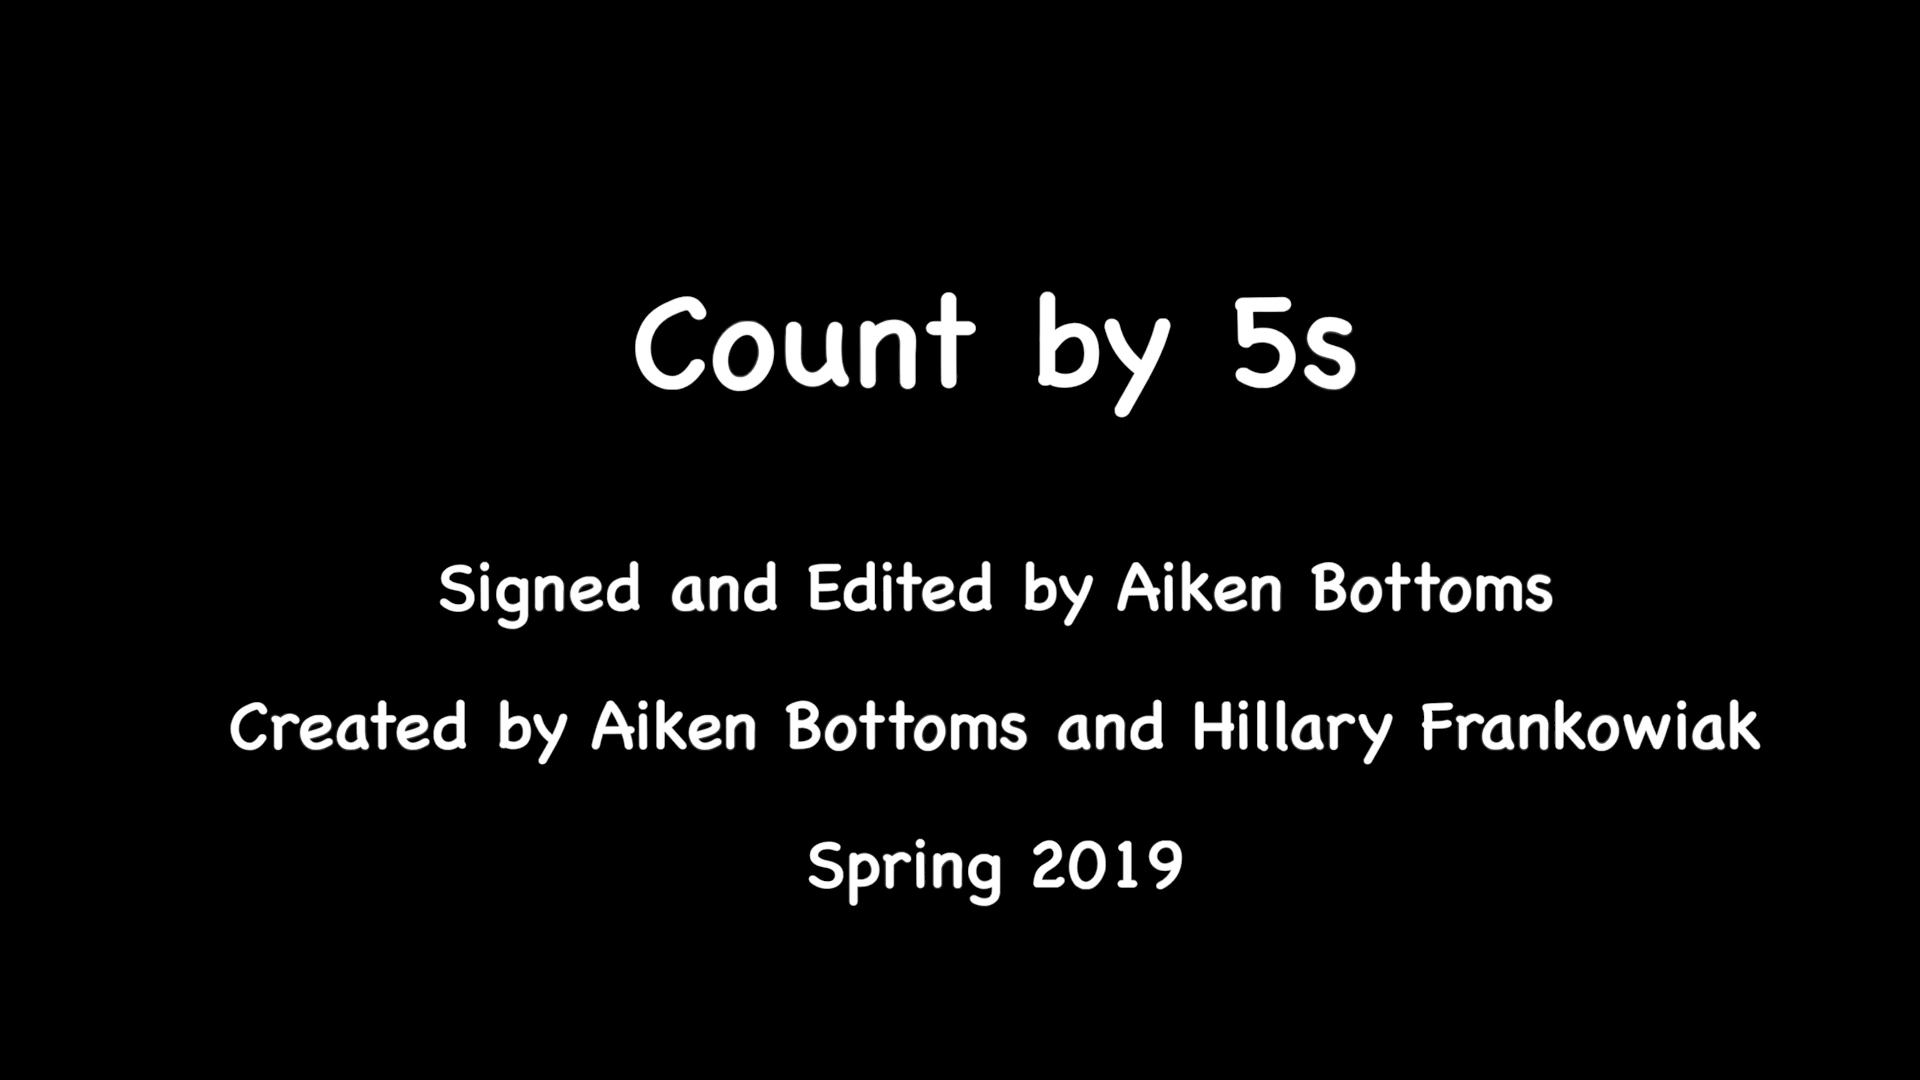 Count by 5s
Signed and Edited by Aiken Bottoms
Created by Aiken Bottoms and Hillary Frankowiak
Spring 2019